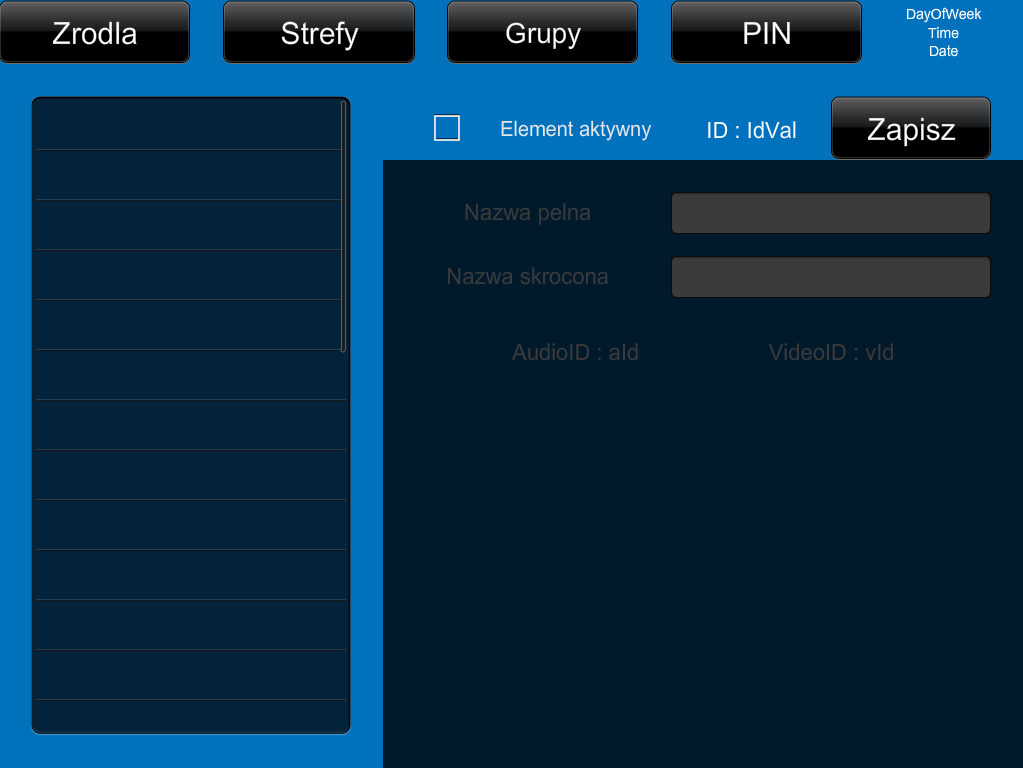 Zrodla
Strefy
Grupy
PIN
DayOfWeek
Time
Date
Element aktywny
ID : IdVal
Zapisz
Nazwa pelna
Nazwa skrocona
AudioID : aId
VideoID : vId